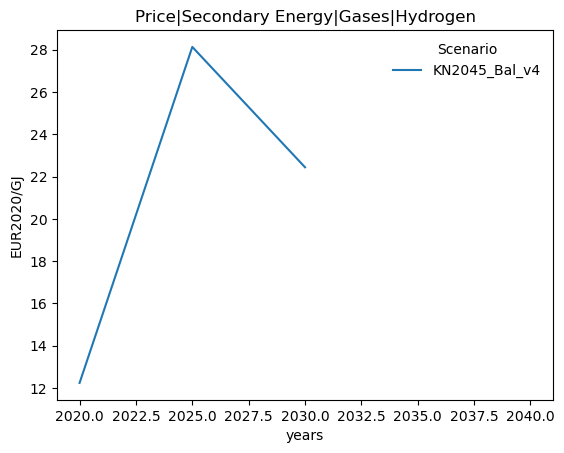 Price|Secondary Energy|Gases|Hydrogen
Scenario
KN2045_Bal_v4
EUR2020/GJ
28
26
24
22
20
18
16
14
12
2020.0 2022.5 2025.0 2027.5 2030.0 2032.5 2035.0 2037.5 2040.0
years